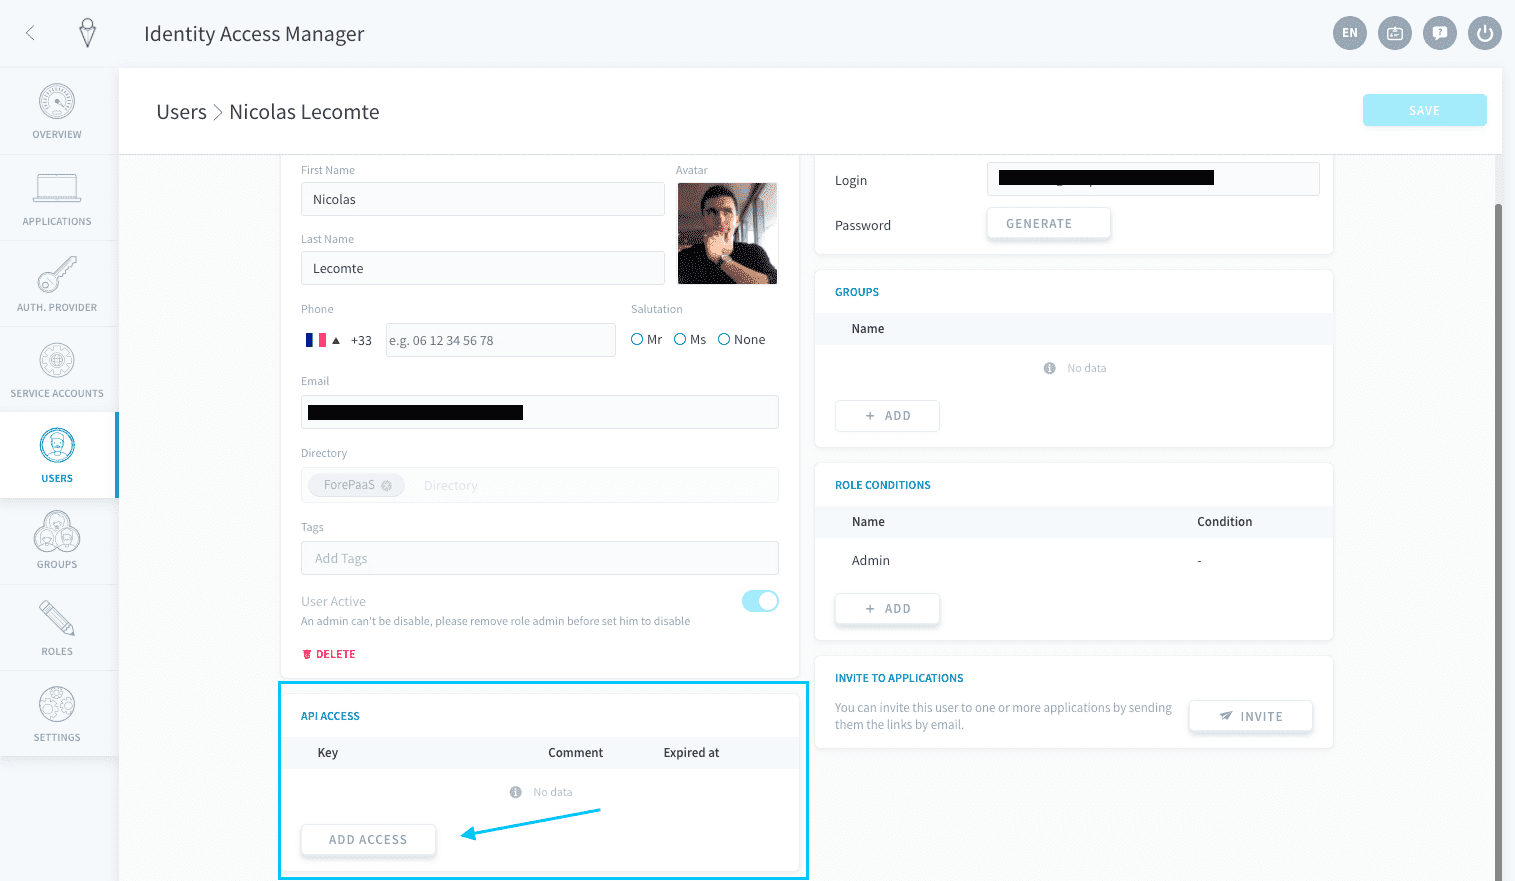 Identity Access Manager
EN
OVERVIEW
APPLICATIONS
AUTH. PROVIDER
SERVICE ACCOUNTS
USERS
GROUPS
ROLES
SETTINGS
Users > Nicolas Lecomte
SAVE
First Name
Nicolas
Avatar
Last Name
Lecomte
Phone
+33
e.g. 06 12 34 56 78
Salutation
Mr
Ms
None
Email
Directory
ForePaaS
Directory
Tags
Add Tags
User Active
An admin can't be disable, please remove role admin before set him to disable
DELETE
API ACCESS
Key Comment Expired at
No data
ADD ACCESS
Login
Password
GENERATE
GROUPS
Name
No data
+ ADD
ROLE CONDITIONS
Name Condition
Admin -
+ ADD
INVITE TO APPLICATIONS
You can invite this user to one or more applications by sending
them the links by email.
INVITE